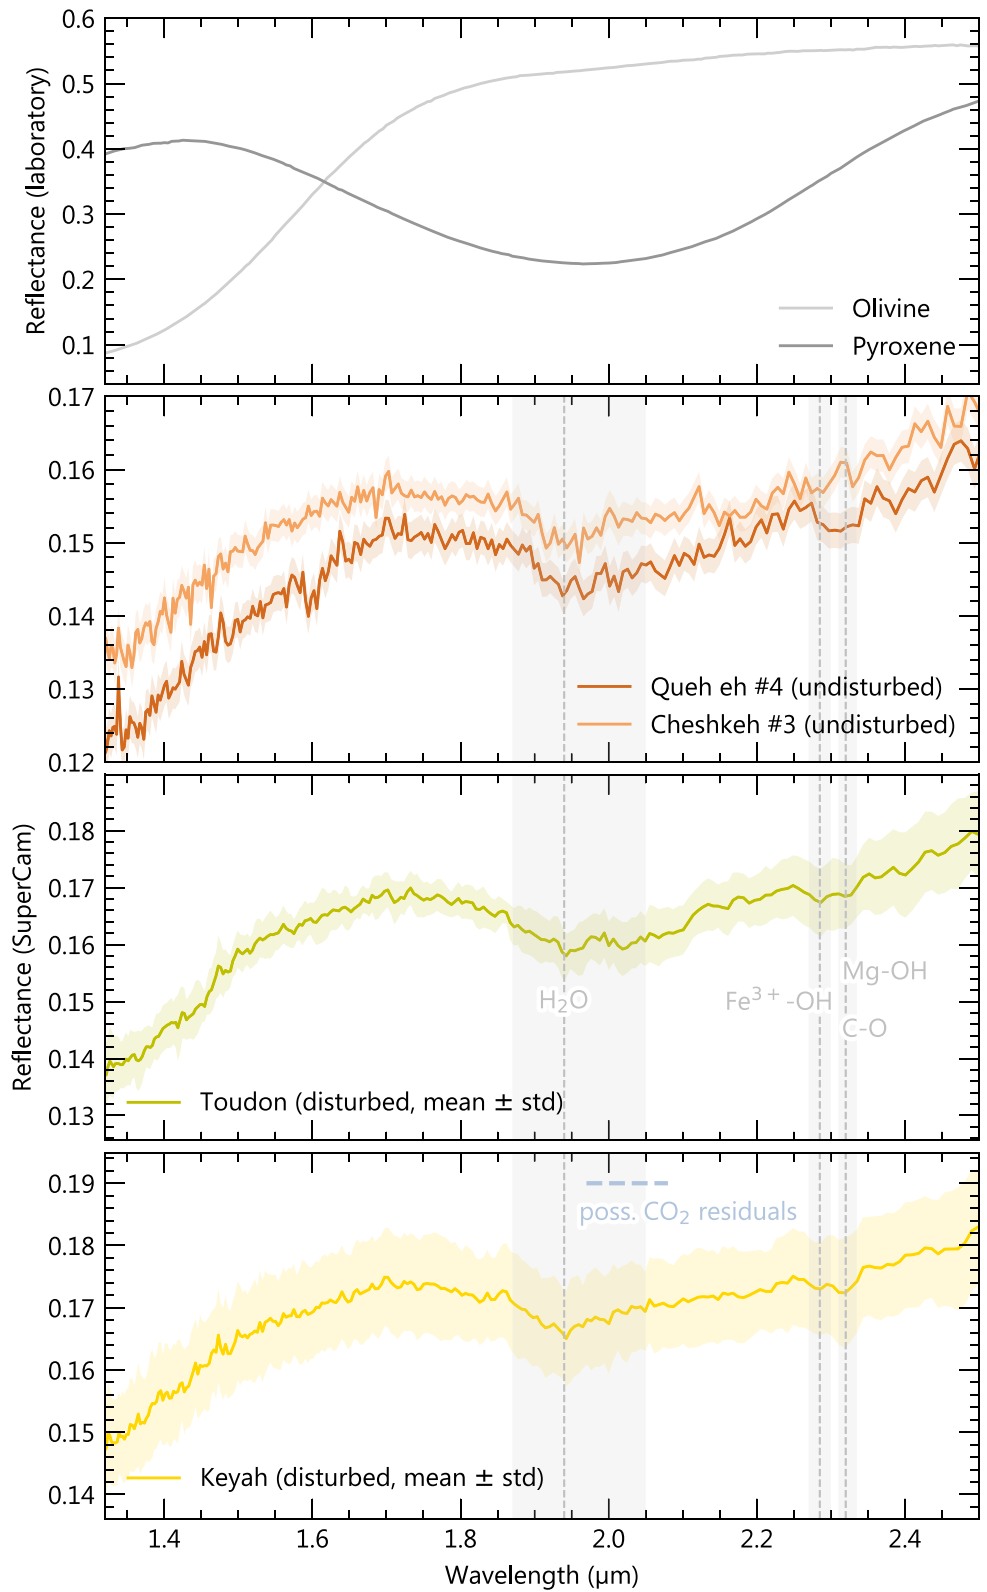 0.6
0.5
0.4
0.3
0.2
0.1
Reflectance (laboratory)
Olivine
Pyroxene
0.17
0.16
0.15
0.14
0.13
0.12
Queh eh #4 (undisturbed)
Cheshkeh #3 (undisturbed)
Reflectance (SuperCam)
0.18
0.17
0.16
0.15
0.14
0.13
H₂O
Fe³⁺-OH
Mg-OH
C-O
Toudon (disturbed, mean ± std)
0.19
0.18
0.17
0.16
0.15
0.14
poss. CO₂ residuals
Keyah (disturbed, mean ± std)
1.4 1.6 1.8 2.0 2.2 2.4
Wavelength (μm)